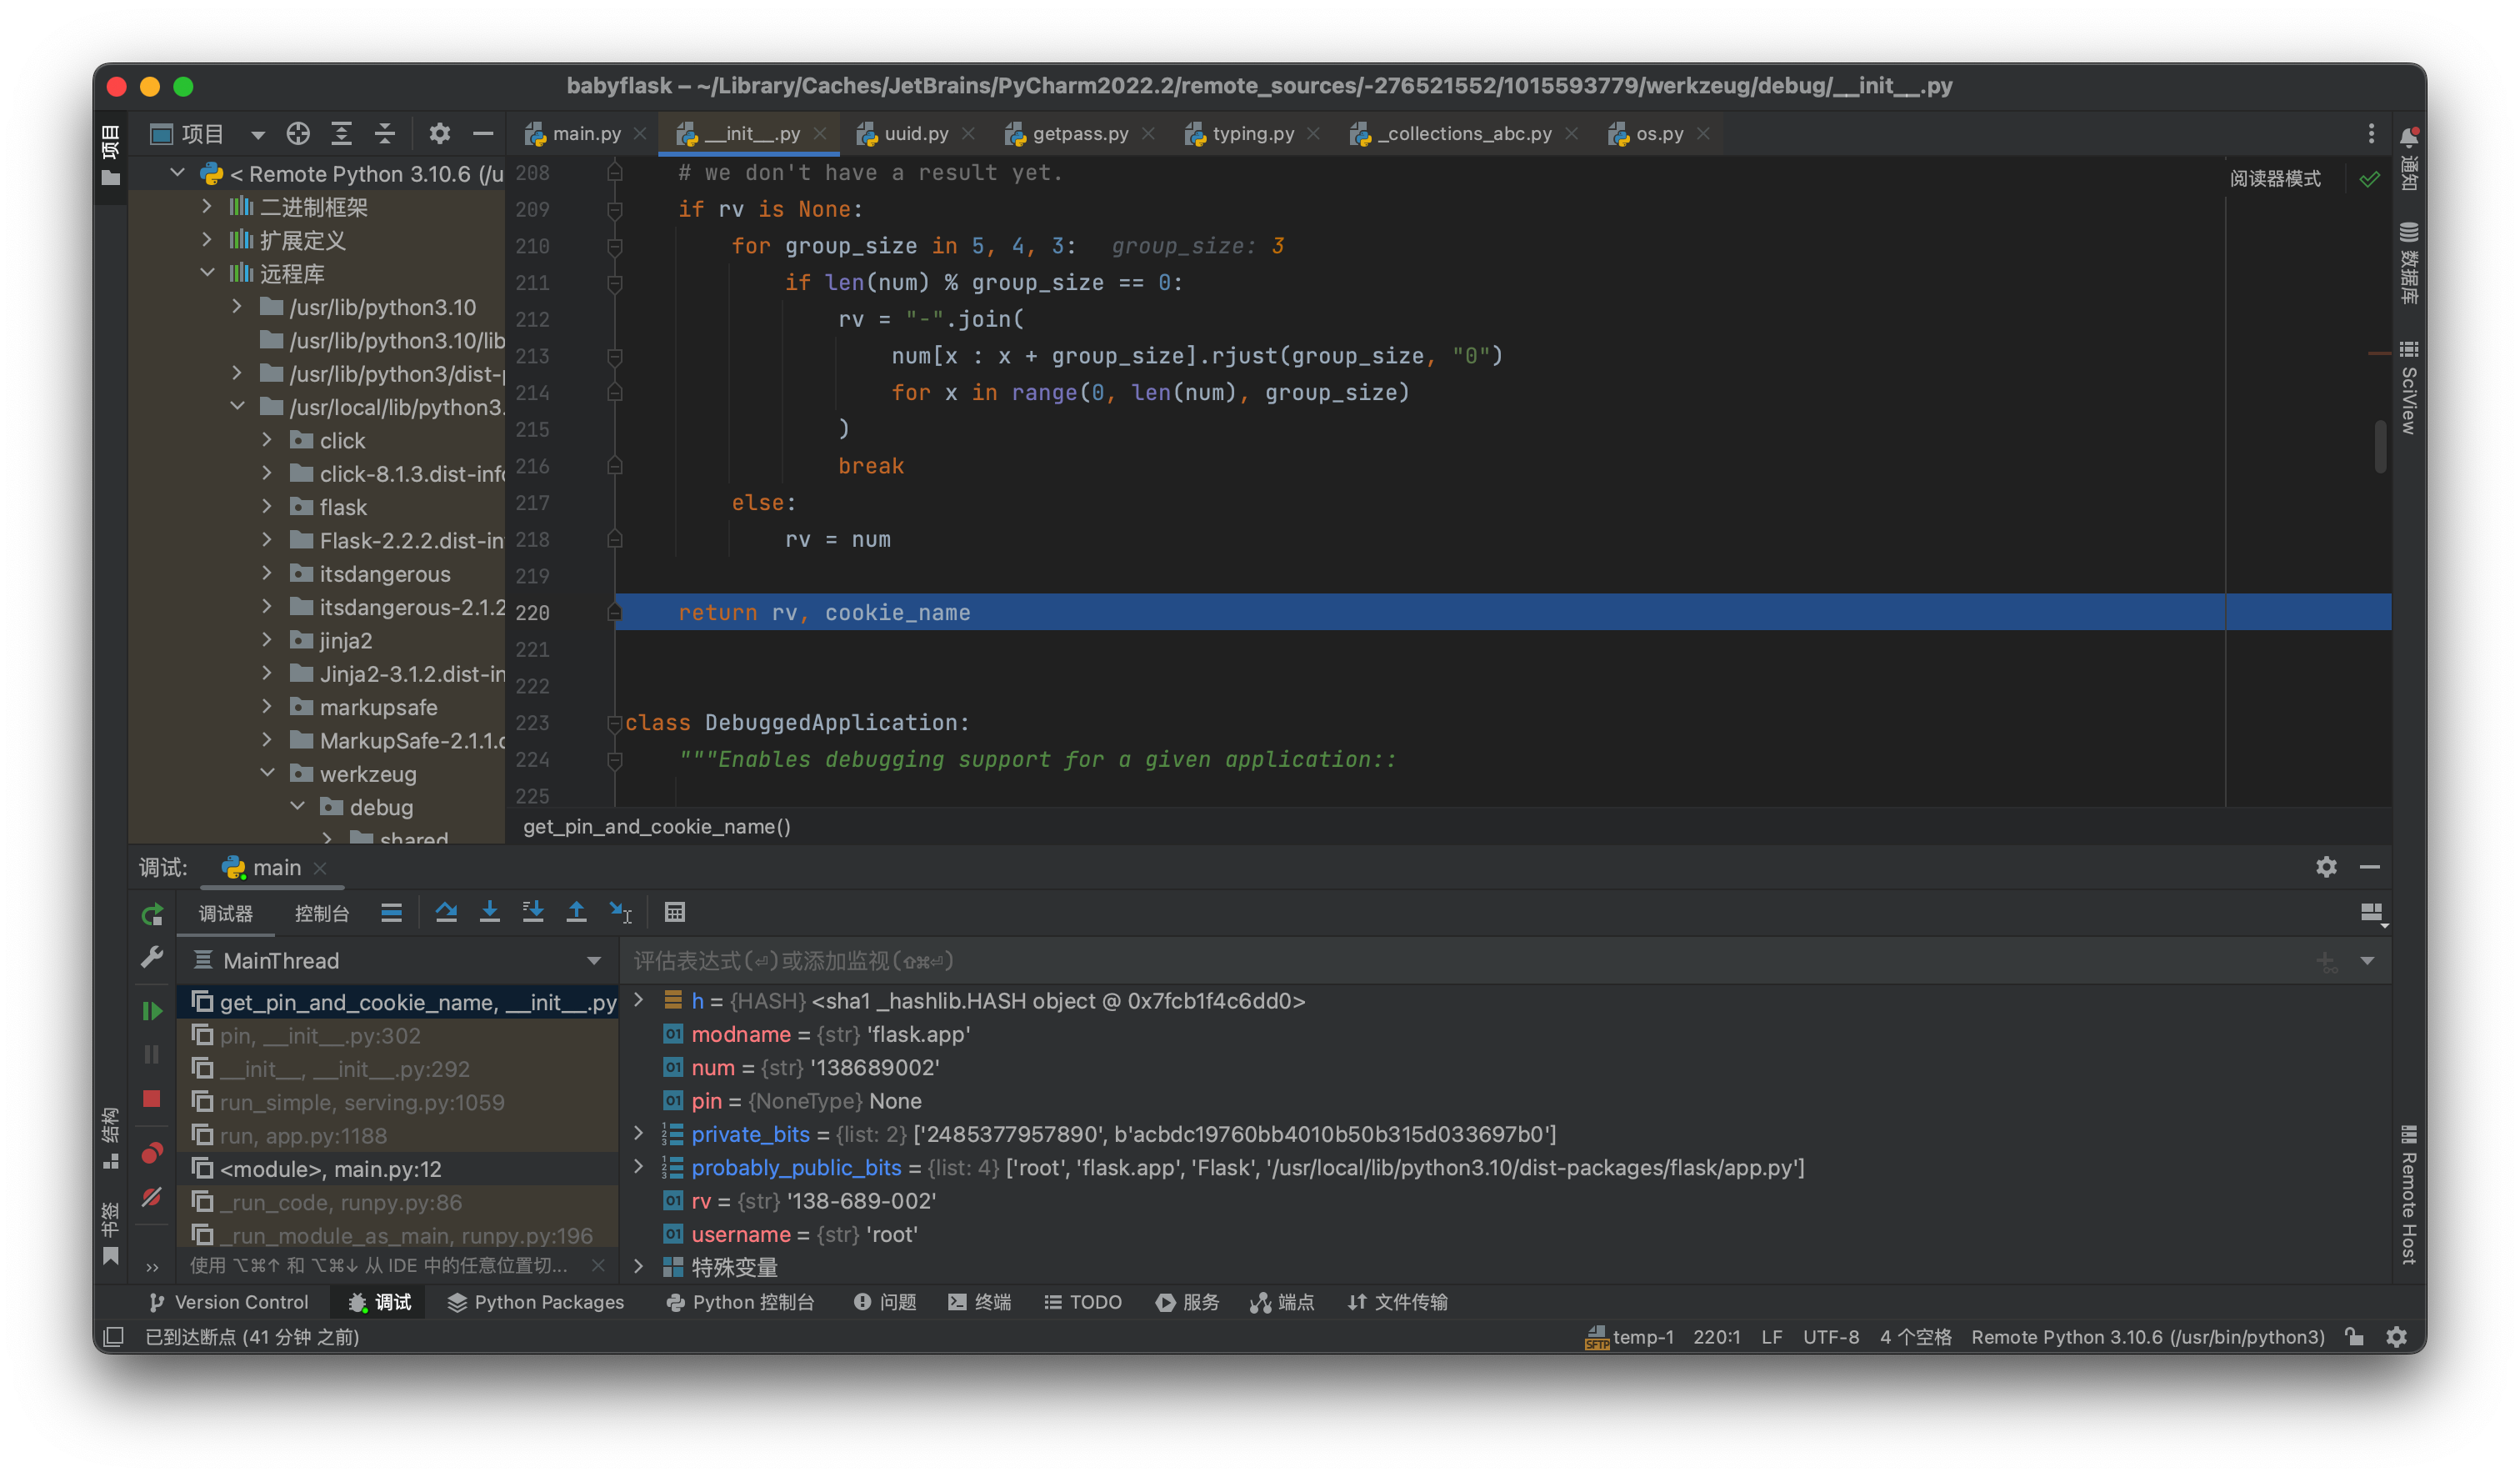 babyflask – ~/Library/Caches/JetBrains/PyCharm2022.2/remote_sources/-276521552/1015593779/werkzeug/debug/__init__.py
项目
项目
main.py
__init__.py
uuid.py
getpass.py
typing.py
_collections_abc.py
os.py
< Remote Python 3.10.6 (/u
二进制框架
扩展定义
远程库
/usr/lib/python3.10
/usr/lib/python3.10/lib
/usr/lib/python3/dist-p
/usr/local/lib/python3.
click
click-8.1.3.dist-info
flask
Flask-2.2.2.dist-in
itsdangerous
itsdangerous-2.1.2
jinja2
Jinja2-3.1.2.dist-in
markupsafe
MarkupSafe-2.1.1.d
werkzeug
debug
shared
208 # we don't have a result yet.
209 if rv is None:
210 for group_size in 5, 4, 3: group_size: 3
211 if len(num) % group_size == 0:
212 rv = "-".join(
213 num[x : x + group_size].rjust(group_size, "0")
214 for x in range(0, len(num), group_size)
215 )
216 break
217 else:
218 rv = num
219
220 return rv, cookie_name
221
222
223 class DebuggedApplication:
224 """Enables debugging support for a given application::
225
阅读器模式
get_pin_and_cookie_name()
通知
数据库
SciView
Remote Host
结构
书签
调试:
main
调试器
控制台
MainThread
评估表达式(⏎)或添加监视(⇧⌘⏎)
get_pin_and_cookie_name, __init__.py
pin, __init__.py:302
__init__, __init__.py:292
run_simple, serving.py:1059
run, app.py:1188
<module>, main.py:12
_run_code, runpy.py:86
_run_module_as_main, runpy.py:196
使用 ⌥⌘↑ 和 ⌥⌘↓ 从 IDE 中的任意位置切...
h = {HASH} <sha1 _hashlib.HASH object @ 0x7fcb1f4c6dd0>
modname = {str} 'flask.app'
num = {str} '138689002'
pin = {NoneType} None
private_bits = {list: 2} ['2485377957890', b'acbdc19760bb4010b50b315d033697b0']
probably_public_bits = {list: 4} ['root', 'flask.app', 'Flask', '/usr/local/lib/python3.10/dist-packages/flask/app.py']
rv = {str} '138-689-002'
username = {str} 'root'
特殊变量
Version Control
调试
Python Packages
Python 控制台
问题
终端
TODO
服务
端点
文件传输
已到达断点 (41 分钟 之前)
SFTP temp-1
220:1
LF
UTF-8
4 个空格
Remote Python 3.10.6 (/usr/bin/python3)